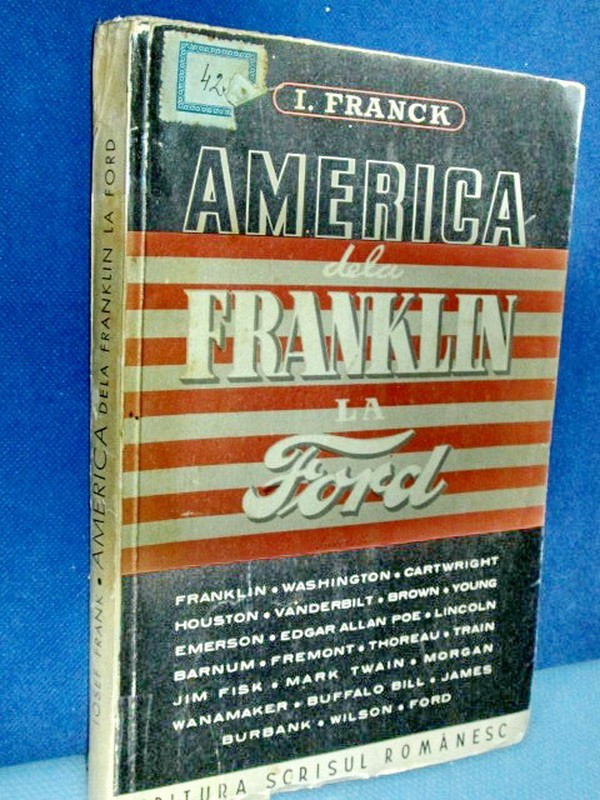 42
I. FRANCK
AMERICA
dela
FRANKLIN
LA
Ford
FRANKLIN • WASHINGTON • CARTWRIGHT
HOUSTON • VANDERBILT • BROWN • YOUNG
EMERSON • EDGAR ALLAN POE • LINCOLN
BARNUM • FREMONT • THOREAU • TRAIN
JIM FISK • MARK TWAIN • MORGAN
WANAMAKER • BUFFALO BILL • JAMES
BURBANK • WILSON • FORD
SCRISUL ROMÂNESC
IOSEF FRANK • AMERICA DELA FRANKLIN LA FORD